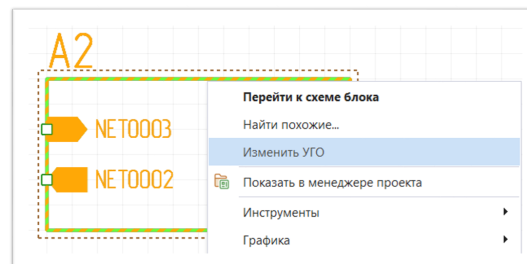 A2
NET0003
NET0002
Перейти к схеме блока
Найти похожие...
Изменить УГО
Показать в менеджере проекта
Инструменты
Графика